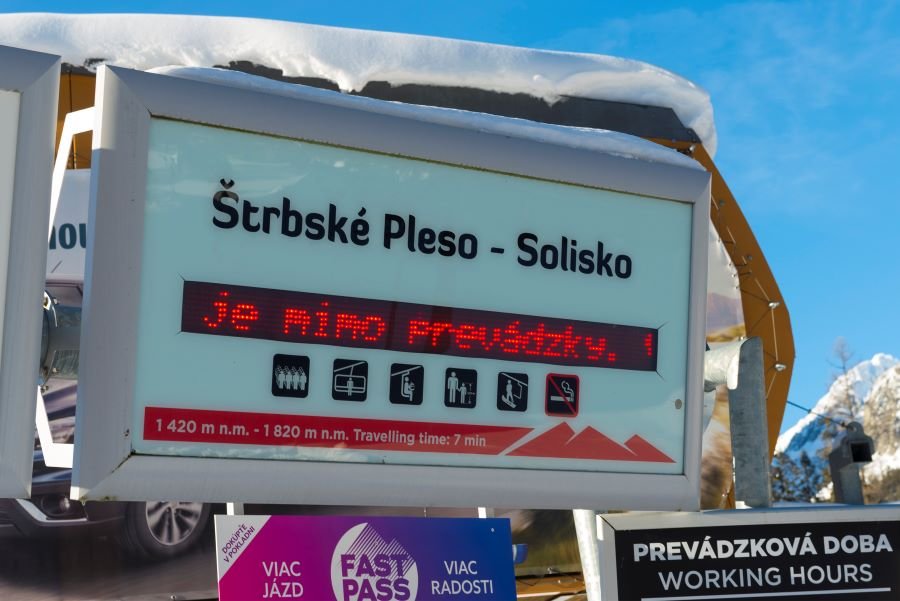 Štrbské Pleso - Solisko
je mimo prevádzky.
1 420 m n.m. - 1 820 m n.m. Travelling time: 7 min
DOKÚPTE
V POKLADNI
VIAC
JÁZD
FAST
PASS
VIAC
RADOSTI
PREVÁDZKOVÁ DOBA
WORKING HOURS